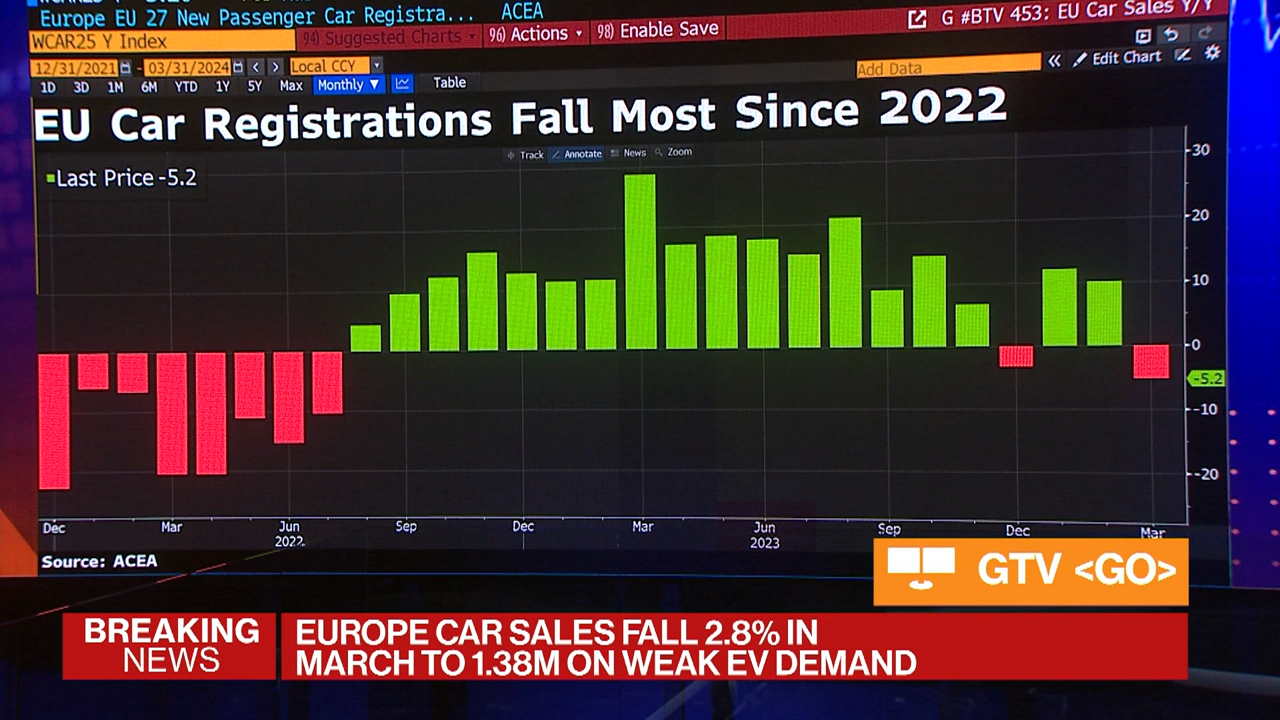 Europe EU 27 New Passenger Car Registra... ACEA
G #BTV 453: EU Car Sales Y/Y
WCAR25 Y Index 94) Suggested Charts 96) Actions 98) Enable Save
12/31/2021 - 03/31/2024 Local CCY
Add Data
« Edit Chart
1D 3D 1M 6M YTD 1Y 5Y Max Monthly ▼ Table
EU Car Registrations Fall Most Since 2022
Track Annotate News Zoom
Last Price -5.2
30
20
10
0
-5.2
-10
-20
Dec Mar Jun Sep Dec Mar Jun Sep Dec Mar
2022 2023
Source: ACEA
GTV <GO>
BREAKING
NEWS
EUROPE CAR SALES FALL 2.8% IN
MARCH TO 1.38M ON WEAK EV DEMAND